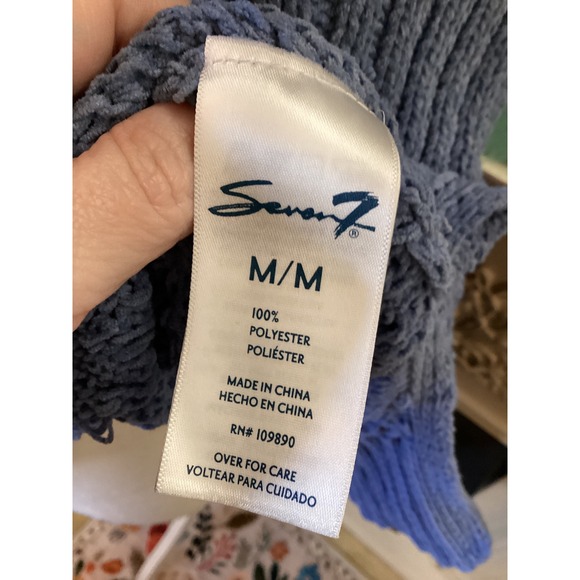 Seven7®
M/M
100%
POLYESTER
POLIÉSTER
MADE IN CHINA
HECHO EN CHINA
RN# 109890
OVER FOR CARE
VOLTEAR PARA CUIDADO